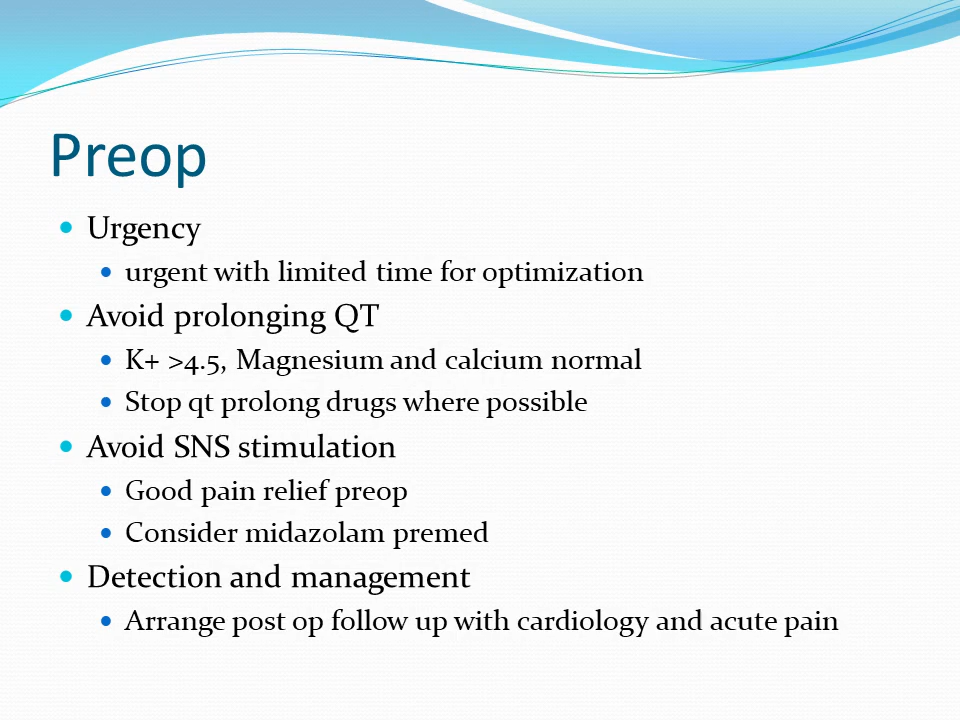 Preop
Urgency
urgent with limited time for optimization
Avoid prolonging QT
K+ >4.5, Magnesium and calcium normal
Stop qt prolong drugs where possible
Avoid SNS stimulation
Good pain relief preop
Consider midazolam premed
Detection and management
Arrange post op follow up with cardiology and acute pain